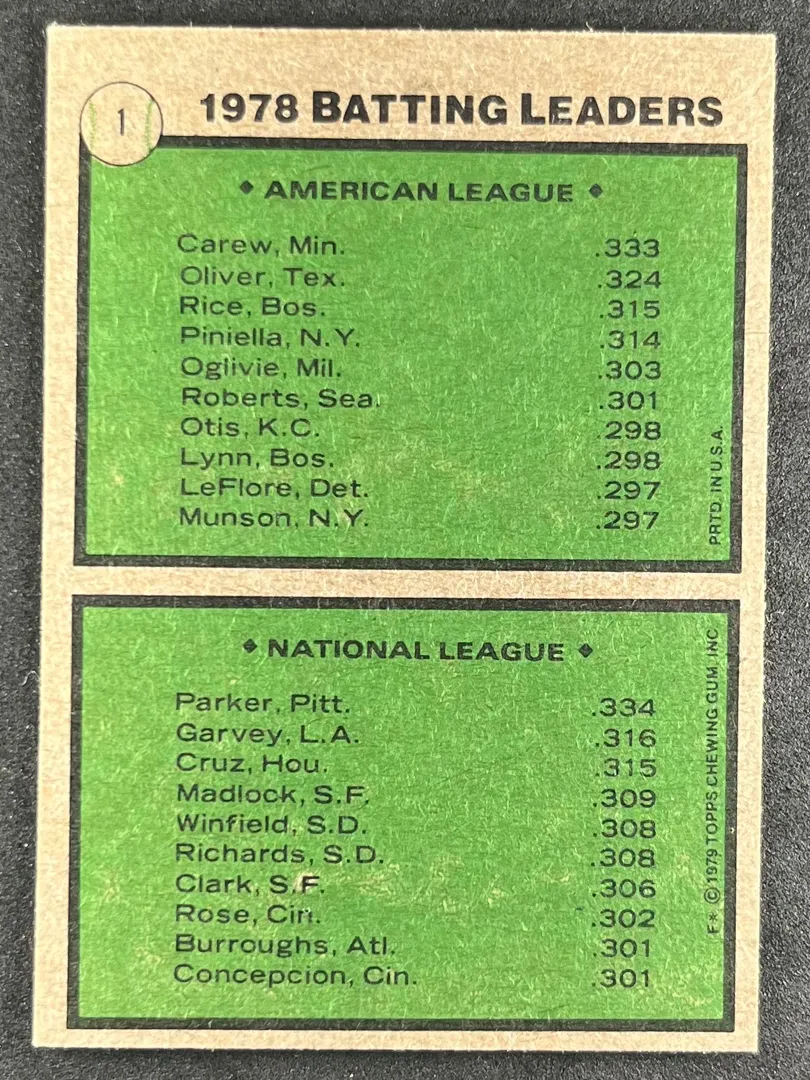 1
1978 BATTING LEADERS
◆ AMERICAN LEAGUE ◆
Carew, Min. .333
Oliver, Tex. .324
Rice, Bos. .315
Piniella, N.Y. .314
Oglivie, Mil. .303
Roberts, Sea. .301
Otis, K.C. .298
Lynn, Bos. .298
LeFlore, Det. .297
Munson, N.Y. .297
PRTD. IN U.S.A.
◆ NATIONAL LEAGUE ◆
Parker, Pitt. .334
Garvey, L.A. .316
Cruz, Hou. .315
Madlock, S.F. .309
Winfield, S.D. .308
Richards, S.D. .308
Clark, S.F. .306
Rose, Cin. .302
Burroughs, Atl. .301
Concepcion, Cin. .301
F* © 1979 TOPPS CHEWING GUM, INC